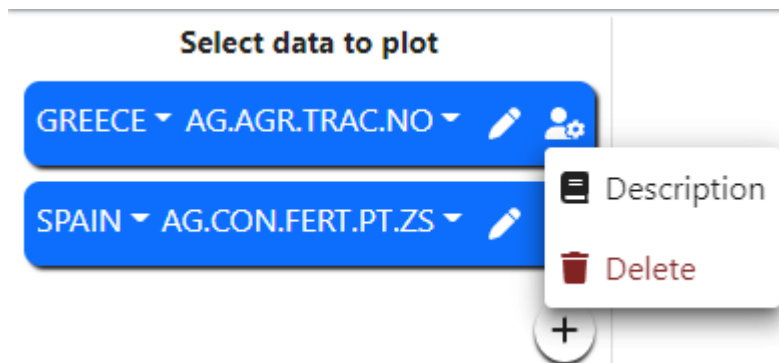 Select data to plot
GREECE AG.AGR.TRAC.NO
Description
SPAIN AG.CON.FERT.PT.ZS
Delete